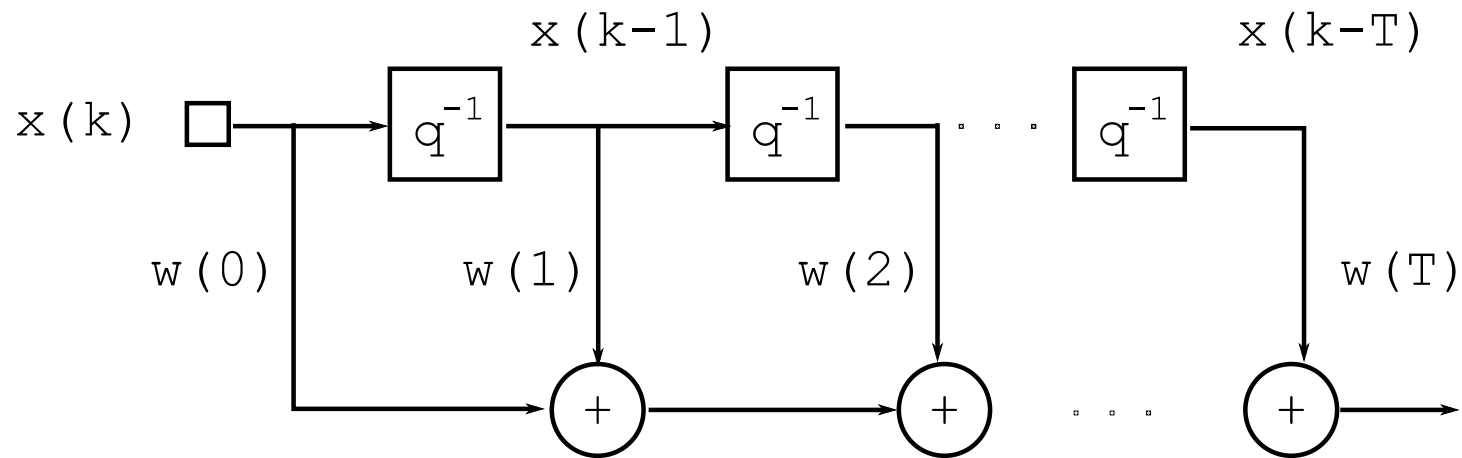 x(k-1) x(k-T)
x(k) q⁻¹ q⁻¹ . . . q⁻¹
w(0) w(1) w(2) w(T)
+ + . . . +